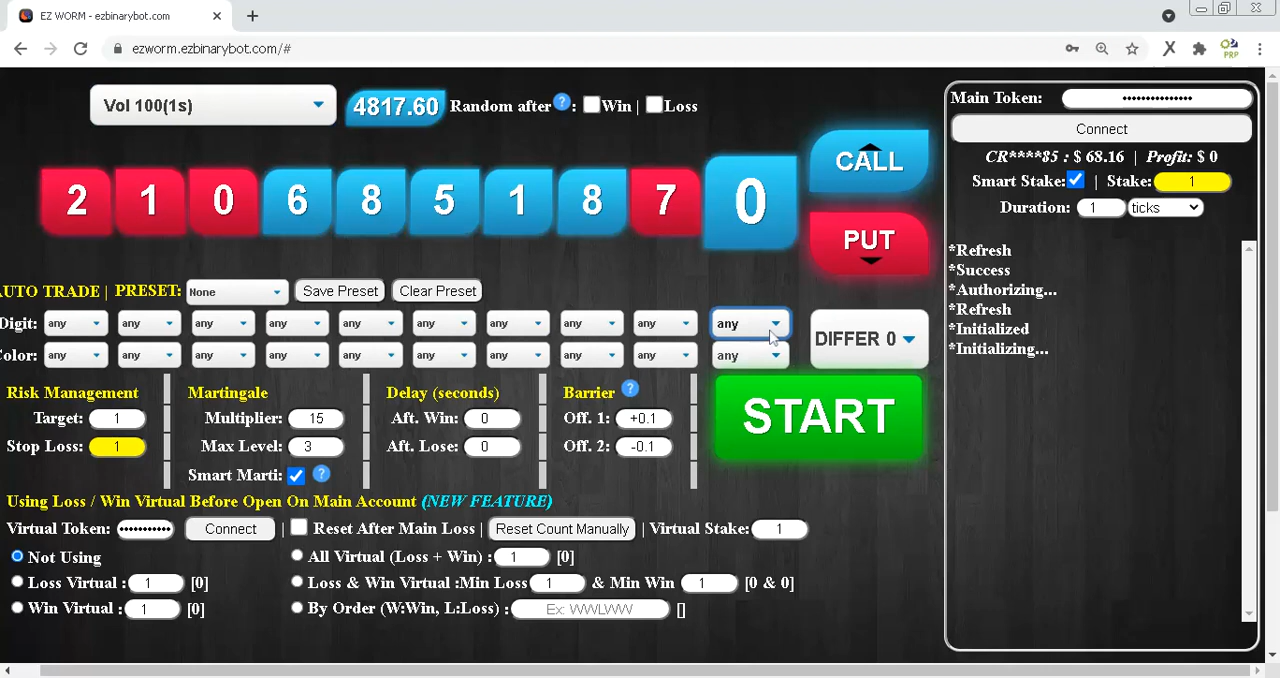 EZ WORM - ezbinarybot.com
ezworm.ezbinarybot.com/#
PRP
Vol 100(1s) 4817.60 Random after : Win | Loss
2 1 0 6 8 5 1 8 7 0
CALL
PUT
AUTO TRADE | PRESET: None Save Preset Clear Preset
Digit: any any any any any any any any any any
Color: any any any any any any any any any any
DIFFER 0
START
Risk Management
Target: 1
Stop Loss: 1
Martingale
Multiplier: 15
Max Level: 3
Smart Marti: ?
Delay (seconds)
Aft. Win: 0
Aft. Lose: 0
Barrier ?
Off. 1: +0.1
Off. 2: -0.1
Using Loss / Win Virtual Before Open On Main Account (NEW FEATURE)
Virtual Token: ••••••••••• Connect | Reset After Main Loss | Reset Count Manually | Virtual Stake: 1
Not Using
All Virtual (Loss + Win) : 1 [0]
Loss Virtual : 1 [0]
Loss & Win Virtual :Min Loss 1 & Min Win 1 [0 & 0]
Win Virtual : 1 [0]
By Order (W:Win, L:Loss) : Ex: WWLWW []
Main Token: •••••••••••••••
Connect
CR****85 : $ 68.16 | Profit: $ 0
Smart Stake: | Stake: 1
Duration: 1 ticks
*Refresh
*Success
*Authorizing...
*Refresh
*Initialized
*Initializing...